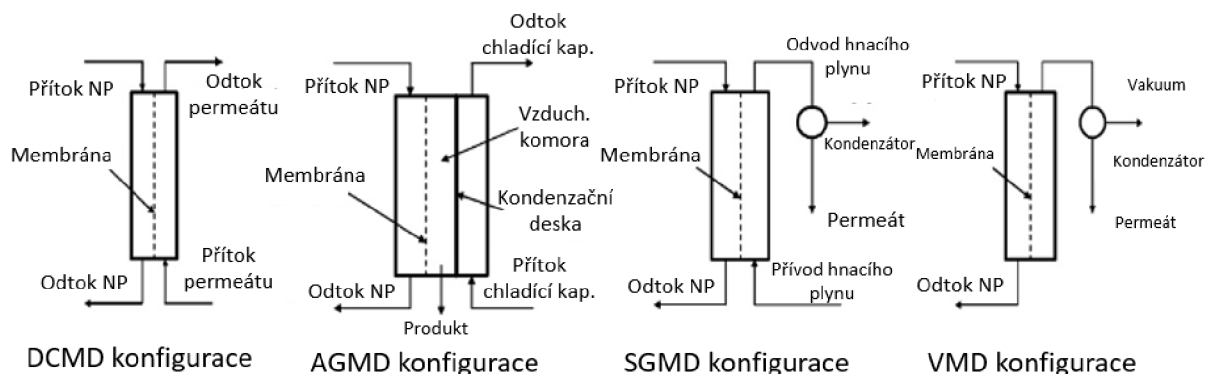 Přítok NP
Odtok
permeátu
Membrána
Přítok
permeátu
Odtok NP
DCMD konfigurace
Odtok
chladící kap.
Přítok NP
Vzduch.
komora
Membrána
Kondenzační
deska
Přítok
chladící kap.
Odtok NP
Produkt
AGMD konfigurace
Odvod hnacího
plynu
Přítok NP
Kondenzátor
Membrána
Permeát
Přívod hnacího
plynu
Odtok NP
SGMD konfigurace
Přítok NP
Vakuum
Membrána
Kondenzátor
Permeát
Odtok NP
VMD konfigurace